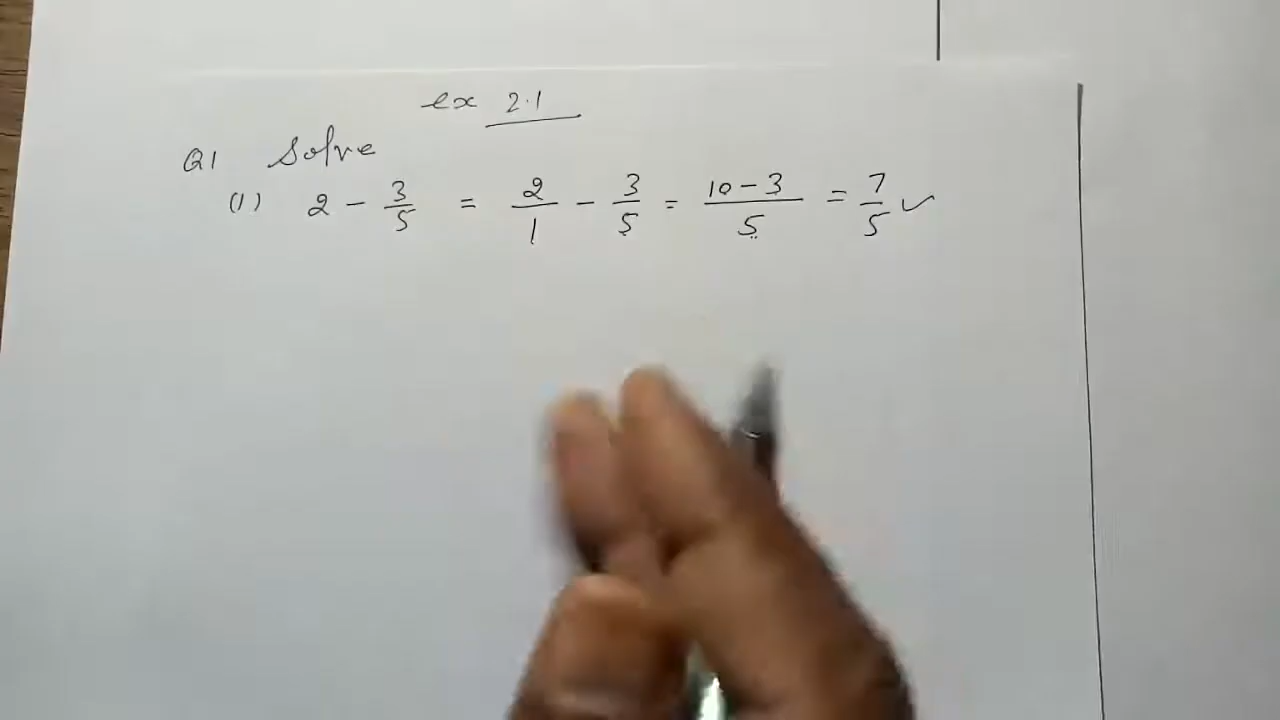 ex 2.1
Q1 Solve
(1) 2 - 3/5 = 2/1 - 3/5 = 10-3/5 = 7/5 ✓